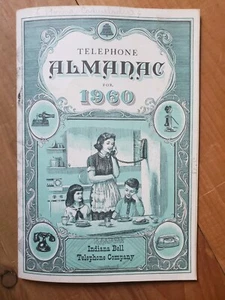 TELEPHONE
ALMANAC
FOR
1960
Indiana Bell
Telephone Company